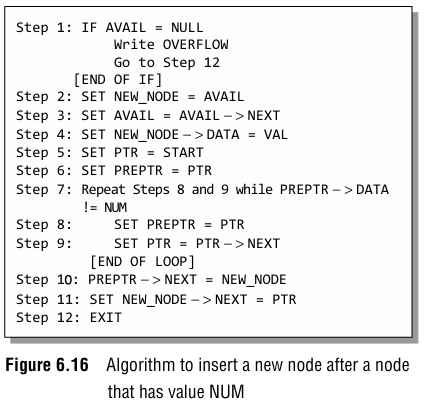 Step 1: IF AVAIL = NULL
Write OVERFLOW
Go to Step 12
[END OF IF]
Step 2: SET NEW_NODE = AVAIL
Step 3: SET AVAIL = AVAIL->NEXT
Step 4: SET NEW_NODE->DATA = VAL
Step 5: SET PTR = START
Step 6: SET PREPTR = PTR
Step 7: Repeat Steps 8 and 9 while PREPTR->DATA
!= NUM
Step 8: SET PREPTR = PTR
Step 9: SET PTR = PTR->NEXT
[END OF LOOP]
Step 10: PREPTR->NEXT = NEW_NODE
Step 11: SET NEW_NODE->NEXT = PTR
Step 12: EXIT
Figure 6.16 Algorithm to insert a new node after a node
that has value NUM